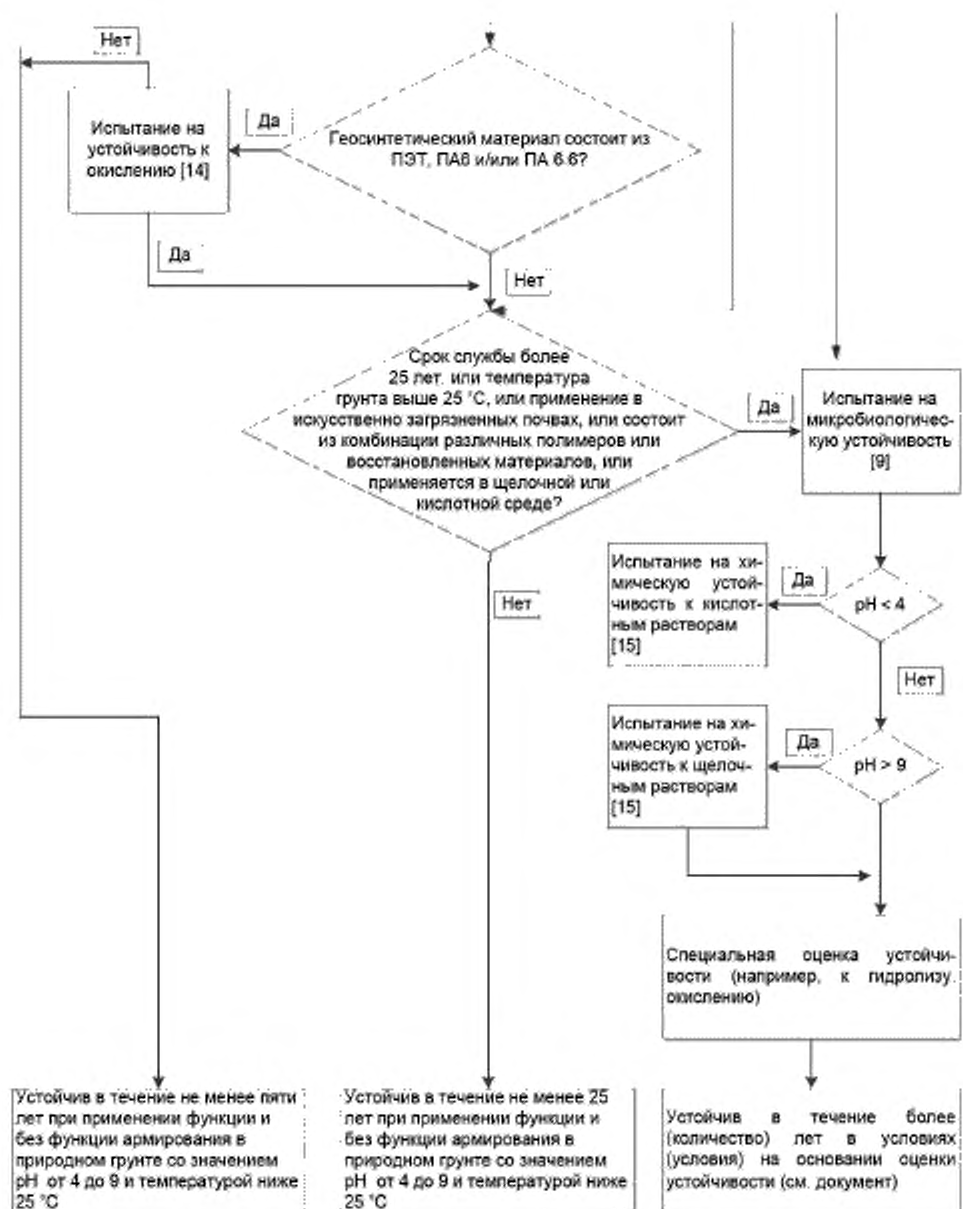 Нет
Испытание на
устойчивость к
окислению [14]
Да
Геосинтетический материал состоит из
ПЭТ, ПА6 и/или ПА 6.6?
Да
Нет
Срок службы более
25 лет. или температура
грунта выше 25 °С, или применение в
искусственно загрязненных почвах, или состоит
из комбинации различных полимеров или
восстановленных материалов, или
применяется в щелочной или
кислотной среде?
Да
Испытание на
микробиологичес-
кую устойчивость
[9]
Нет
Испытание на хи-
мическую устой-
чивость к кислот-
ным растворам
[15]
Да
pH < 4
Нет
Испытание на хи-
мическую устой-
чивость к щелоч-
ным растворам
[15]
Да
pH > 9
Специальная оценка устойчи-
вости (например, к гидролизу.
окислению)
Устойчив в течение не менее пяти
лет при применении функции и
без функции армирования в
природном грунте со значением
pH от 4 до 9 и температурой ниже
25 °С
Устойчив в течение не менее 25
лет при применении функции и
без функции армирования в
природном грунте со значением
pH от 4 до 9 и температурой ниже
25 °С
Устойчив в течение более
(количество) лет в условиях
(условия) на основании оценки
устойчивости (см. документ)